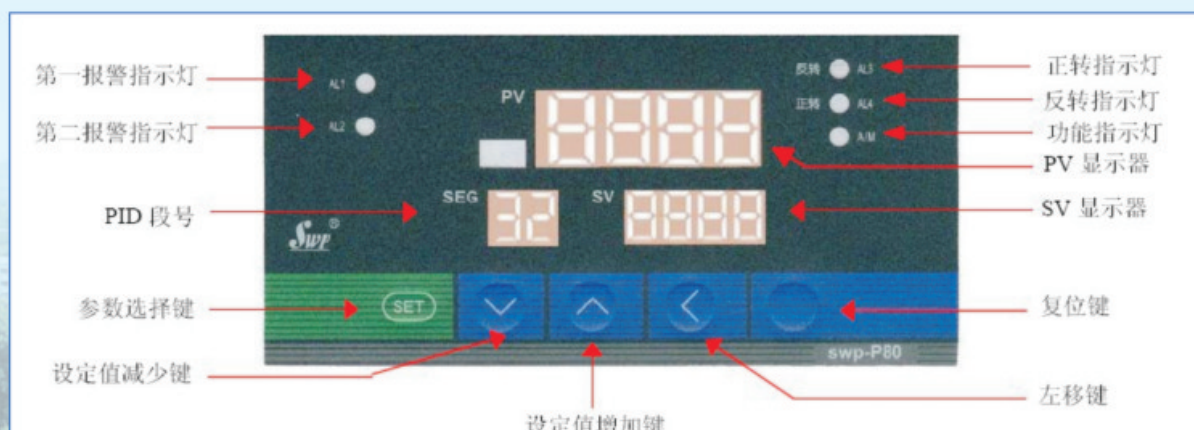 第一报警指示灯
第二报警指示灯
PID 段号
参数选择键
设定值减少键
AL1
AL2
PV
反转 AL3
正转 AL4
A/M
SEG 32
SV 8888
Swp®
SET
swp-P80
正转指示灯
反转指示灯
功能指示灯
PV 显示器
SV 显示器
复位键
左移键
设定值增加键